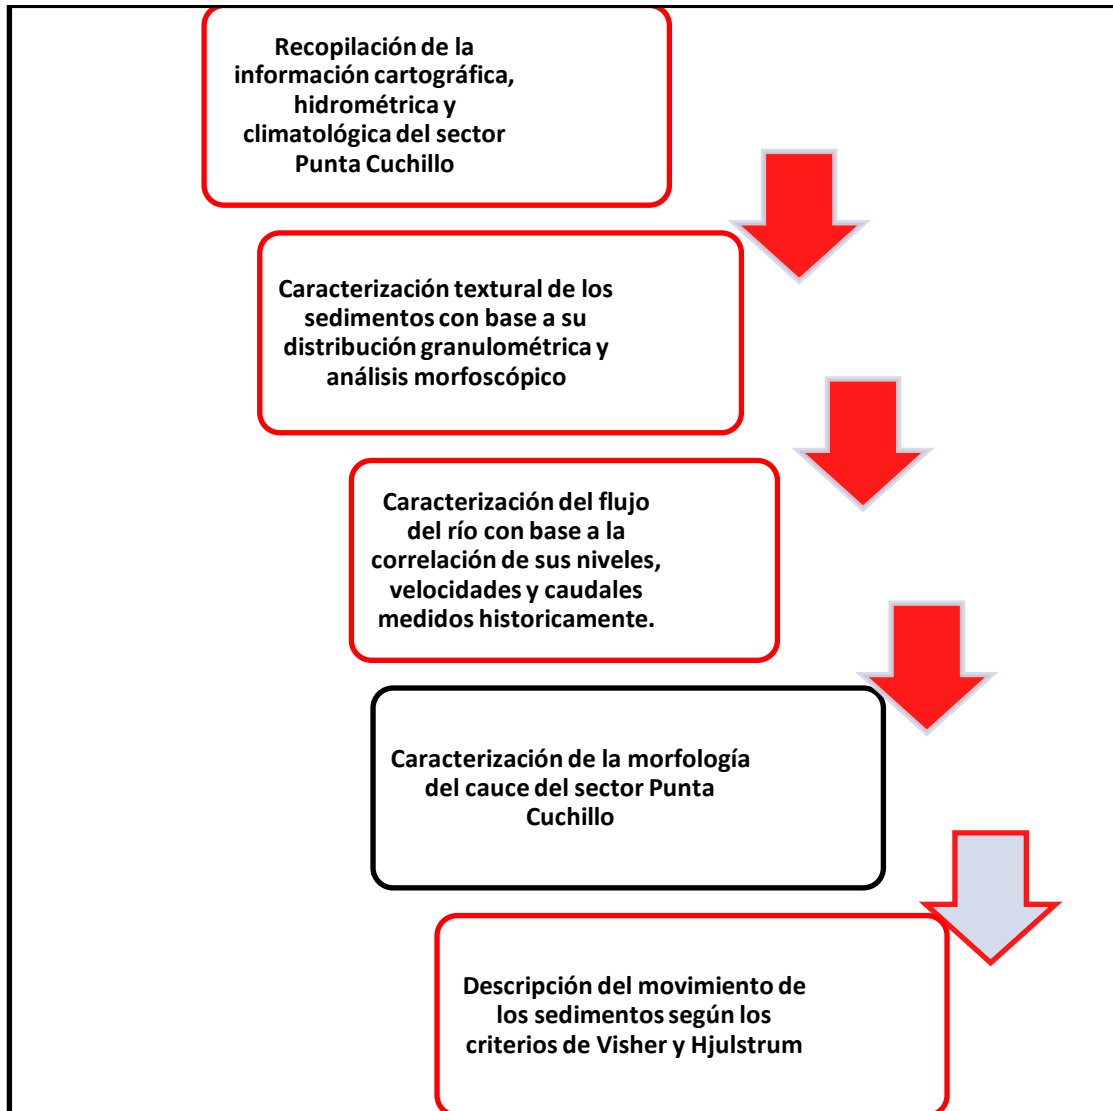 Recopilación de la
información cartográfica,
hidrométrica y
climatológica del sector
Punta Cuchillo
Caracterización textural de los
sedimentos con base a su
distribución granulométrica y
análisis morfoscópico
Caracterización del flujo
del río con base a la
correlación de sus niveles,
velocidades y caudales
medidos historicamente.
Caracterización de la morfología
del cauce del sector Punta
Cuchillo
Descripción del movimiento de
los sedimentos según los
criterios de Visher y Hjulstrum